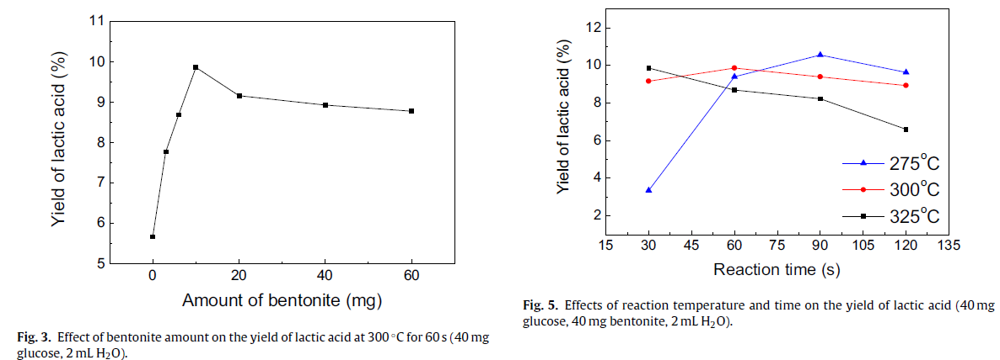 11
10
9
8
7
6
5
0
20
40
60
Yield of lactic acid (%)
Amount of bentonite (mg)
Fig. 3. Effect of bentonite amount on the yield of lactic acid at 300 °C for 60 s (40 mg
glucose, 2 mL H₂O).
12
10
8
6
4
2
15
30
45
60
75
90
105
120
135
Yield of lactic acid (%)
Reaction time (s)
275°C
300°C
325°C
Fig. 5. Effects of reaction temperature and time on the yield of lactic acid (40 mg
glucose, 40 mg bentonite, 2 mL H₂O).